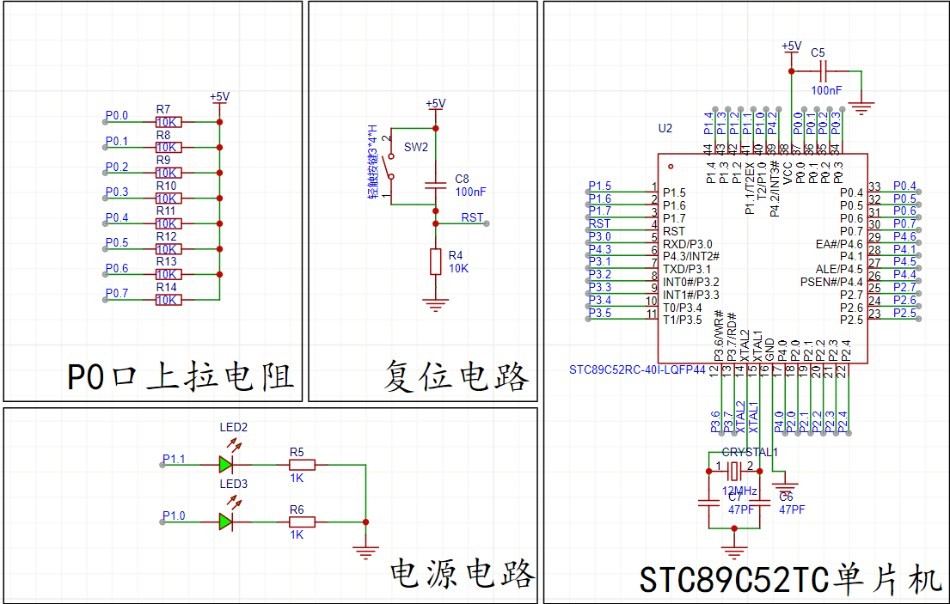 +5V
P0.0 R7 10K
P0.1 R8 10K
P0.2 R9 10K
P0.3 R10 10K
P0.4 R11 10K
P0.5 R12 10K
P0.6 R13 10K
P0.7 R14 10K
P0口上拉电阻
+5V
轻触按键3*4*H
2
SW2
1
C8
100nF
RST
R4
10K
复位电路
LED2
P1.1
R5
1K
LED3
P1.0
R6
1K
电源电路
+5V
C5
100nF
U2
P1.4 P1.3 P1.2 P1.1 P1.0 P4.2 P0.0 P0.1 P0.2 P0.3
44 43 42 41 40 39 38 37 36 35 34
P1.4 P1.3 P1.2 P1.1/T2EX T2/P1.0 P4.2/INT3# VCC P0.0 P0.1 P0.2 P0.3
P1.5 1 P1.5
P1.6 2 P1.6
P1.7 3 P1.7
RST 4 RST
P3.0 5 RXD/P3.0
P4.3 6 P4.3/INT2#
P3.1 7 TXD/P3.1
P3.2 8 INT0#/P3.2
P3.3 9 INT1#/P3.3
P3.4 10 T0/P3.4
P3.5 11 T1/P3.5
P0.4 33 P0.4
P0.5 32 P0.5
P0.6 31 P0.6
P0.7 30 P0.7
EA#/P4.6 29 P4.6
P4.1 28 P4.1
ALE/P4.5 27 P4.5
PSEN#/P4.4 26 P4.4
P2.7 25 P2.7
P2.6 24 P2.6
P2.5 23 P2.5
P3.6/WR# P3.7/RD# XTAL2 XTAL1 GND P4.0 P2.0 P2.1 P2.2 P2.3 P2.4
STC89C52RC-40I-LQFP44
12 13 14 15 16 17 18 19 20 21 22
P3.6 P3.7 XTAL2 XTAL1 P4.0 P2.0 P2.1 P2.2 P2.3 P2.4
CRYSTAL1
1 2
12MHz
C7
47PF
C6
47PF
STC89C52TC单片机